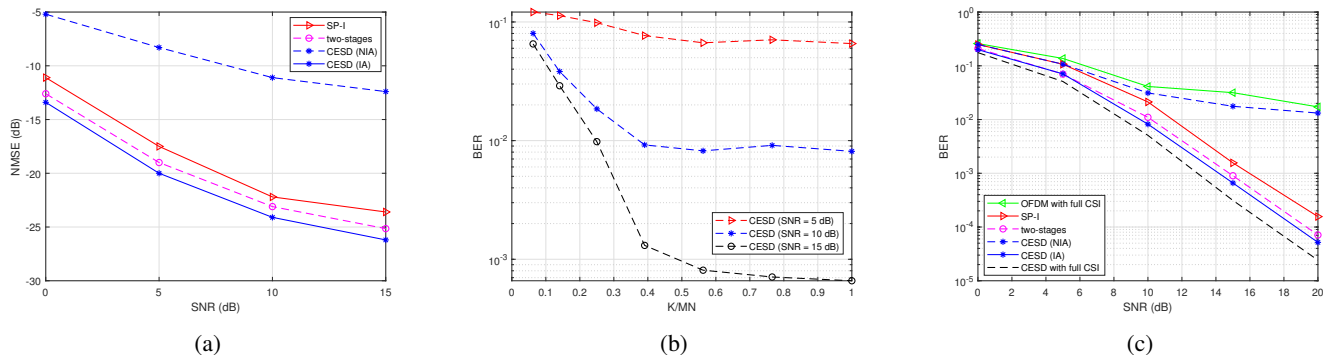 -5
-10
-15
-20
-25
-30
0
5
10
15
SNR (dB)
NMSE (dB)
SP-I
two-stages
CESD (NIA)
CESD (IA)
(a)
10-1
10-2
10-3
0
0.1
0.2
0.3
0.4
0.5
0.6
0.7
0.8
0.9
1
K/MN
BER
CESD (SNR = 5 dB)
CESD (SNR = 10 dB)
CESD (SNR = 15 dB)
(b)
100
10-1
10-2
10-3
10-4
10-5
0
2
4
6
8
10
12
14
16
18
20
SNR (dB)
BER
OFDM with full CSI
SP-I
two-stages
CESD (NIA)
CESD (IA)
CESD with full CSI
(c)